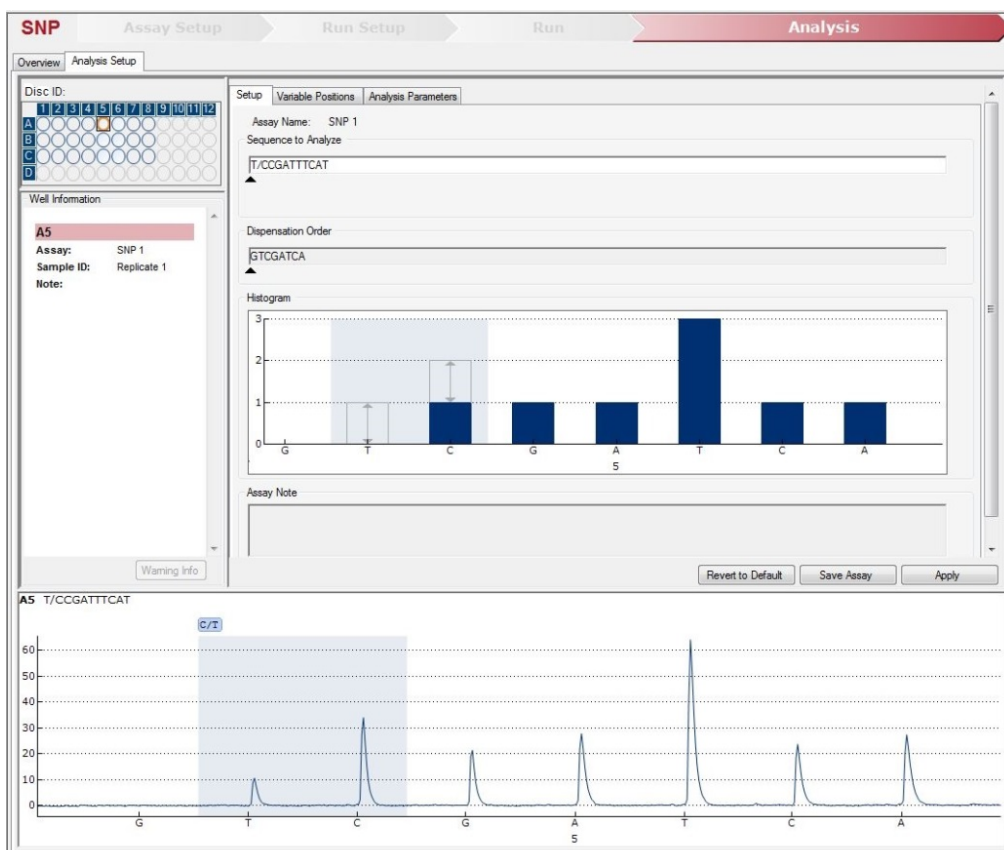 SNP Assay Setup Run Setup Run Analysis
Overview Analysis Setup
Disc ID:
1 2 3 4 5 6 7 8 9 10 11 12
A
B
C
D
Well Information
A5
Assay: SNP 1
Sample ID: Replicate 1
Note:
Warning Info
Setup Variable Positions Analysis Parameters
Assay Name: SNP 1
Sequence to Analyze
T/CCGATTTCAT
Dispensation Order
GTCGATCA
Histogram
3
2
1
0
G T C G A T C A
5
Assay Note
Revert to Default Save Assay Apply
A5 T/CCGATTTCAT
C/T
60
50
40
30
20
10
0
G T C G A T C A
5